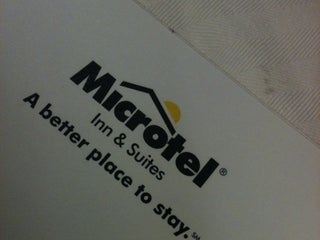 Microtel®
Inn & Suites
A better place to stay.℠